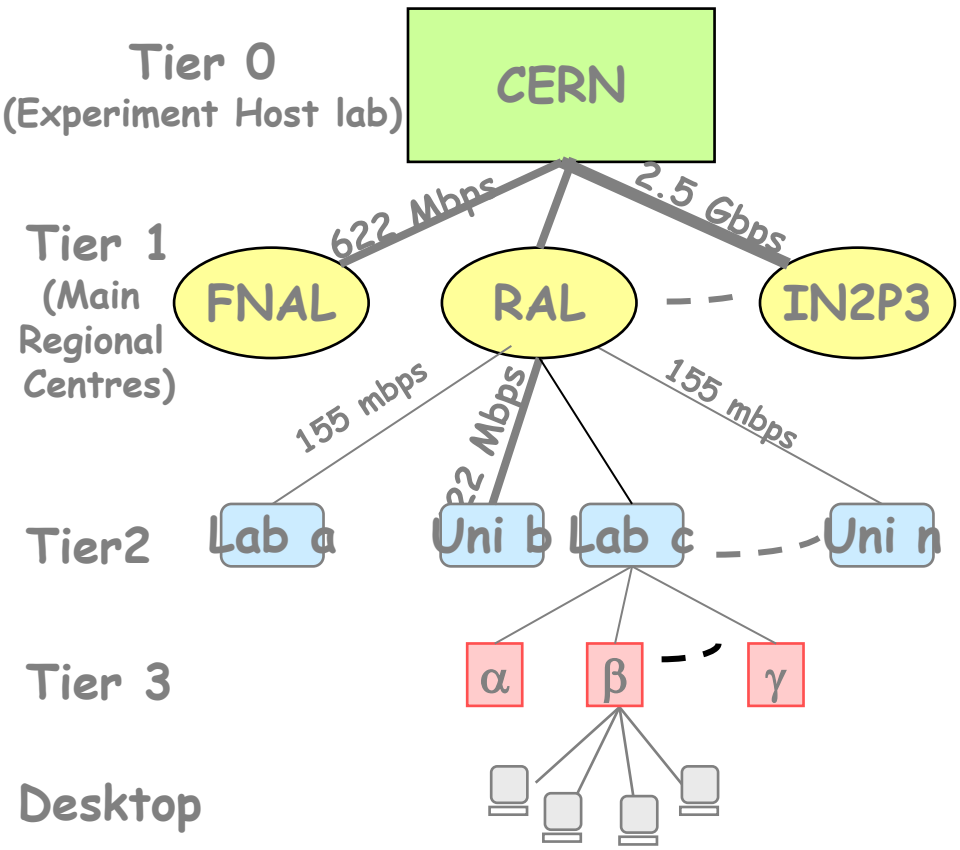 Tier 0
(Experiment Host lab)
CERN
622 Mbps
2.5 Gbps
Tier 1
(Main
Regional
Centres)
FNAL
RAL
IN2P3
155 mbps
22 Mbps
155 mbps
Tier2
Lab a
Uni b
Lab c
Uni n
Tier 3
α
β
γ
Desktop